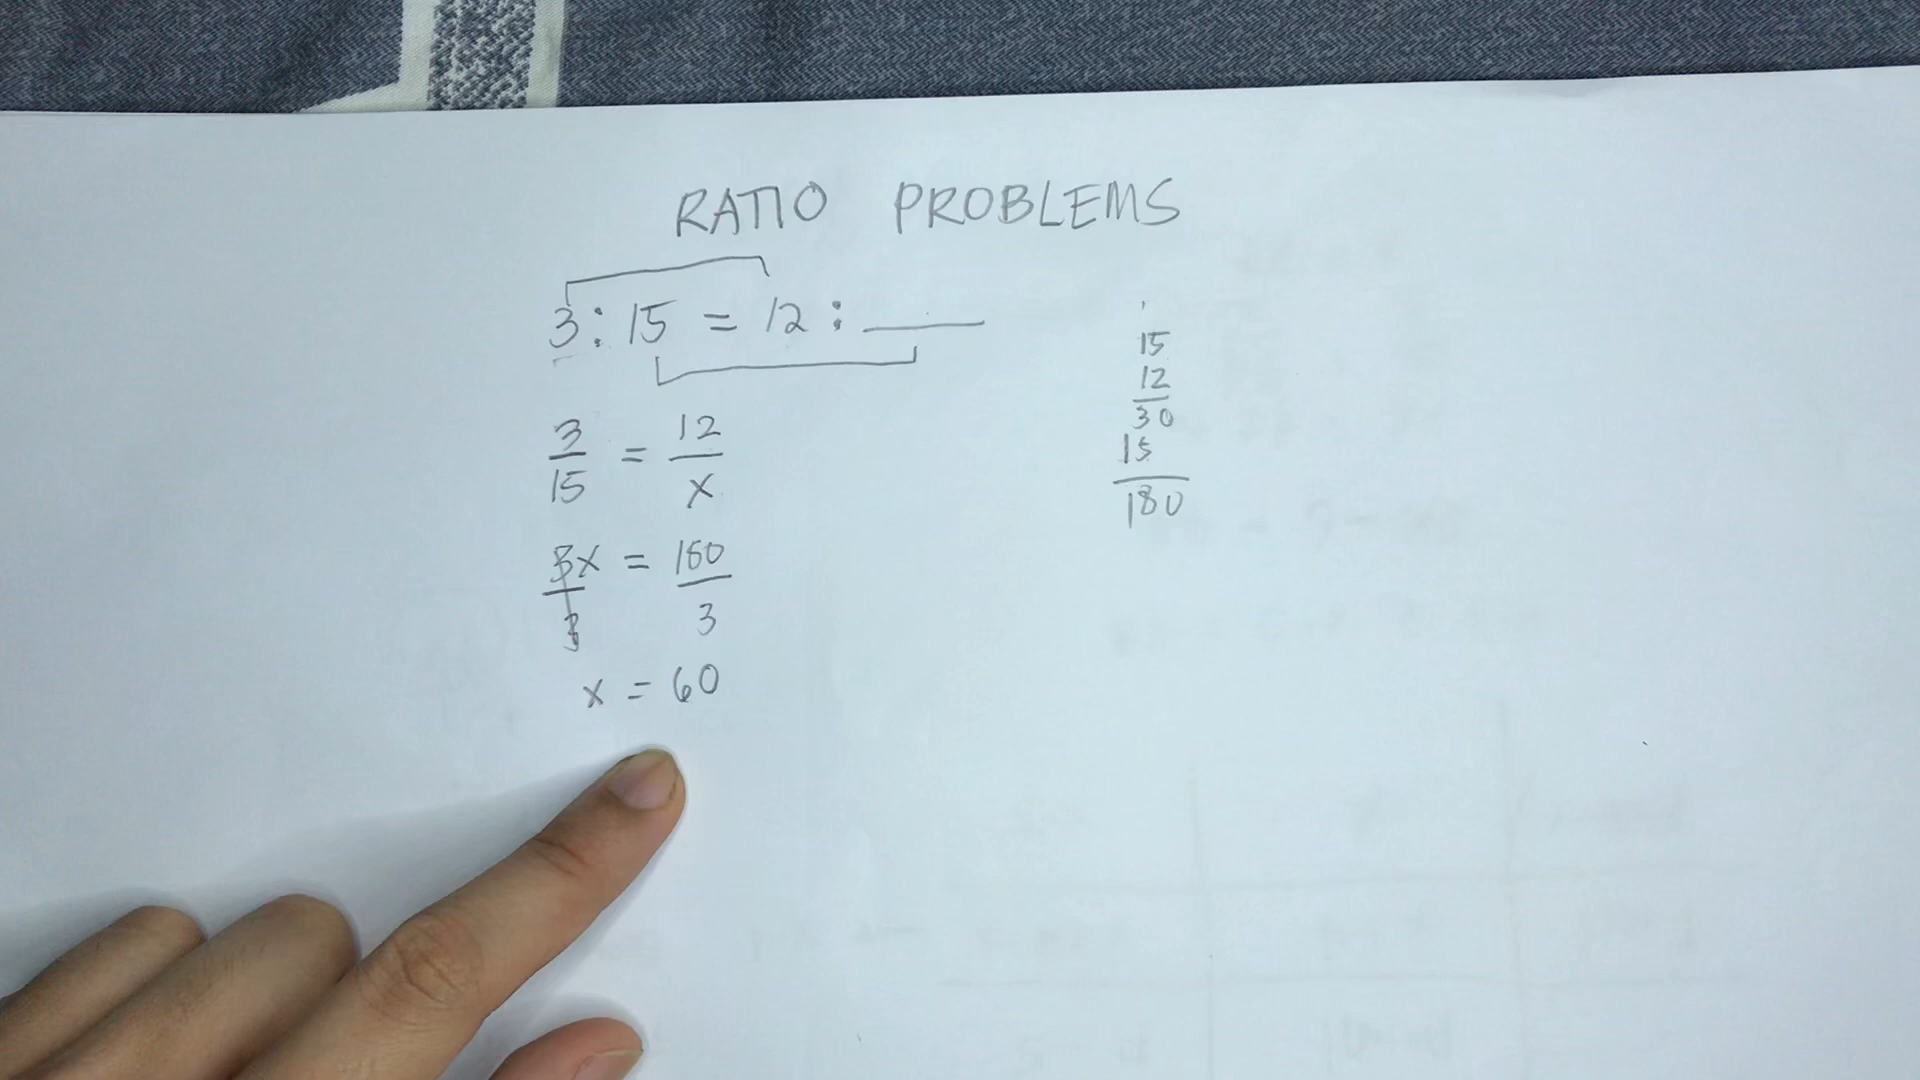 RATIO PROBLEMS
3 : 15 = 12 : ____
3/15 = 12/x
3x/3 = 180/3
x = 60
15
12
30
15
180